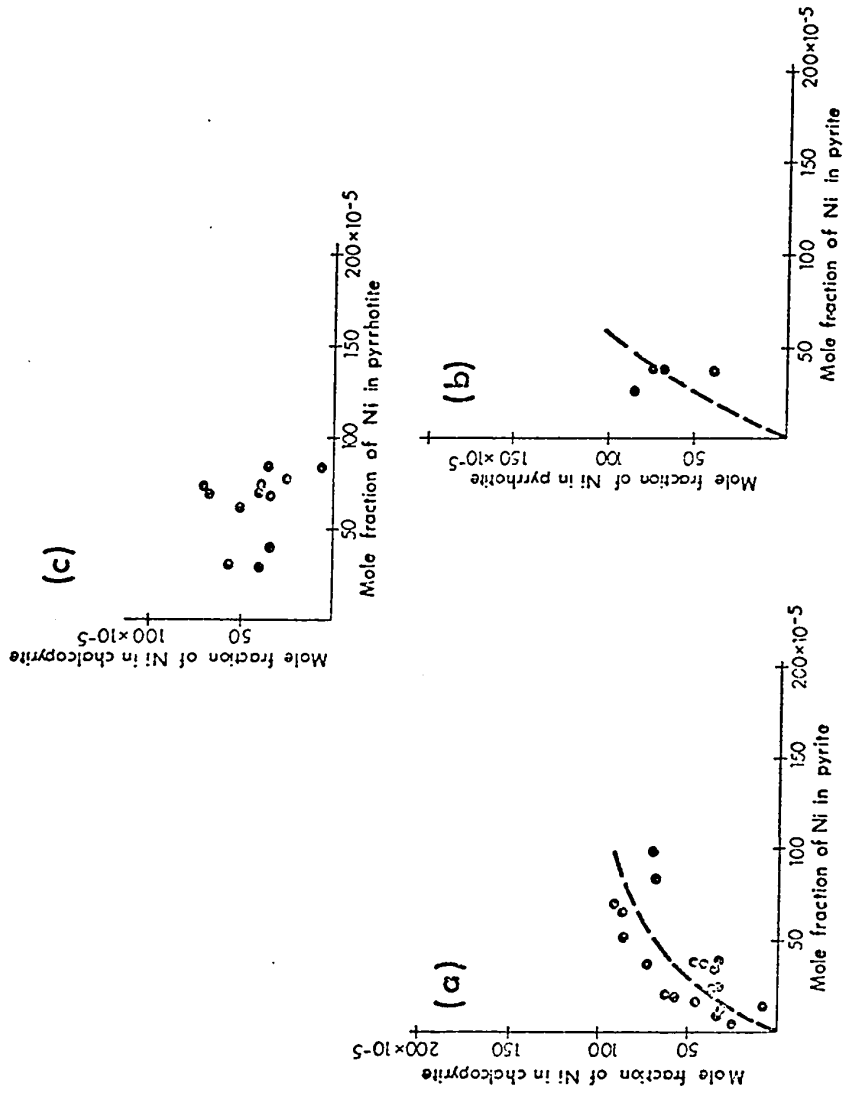 (a)
Mole fraction of Ni in chalcopyrite
200×10-5
150
100
50
50
100
150
200×10-5
Mole fraction of Ni in pyrite
(b)
Mole fraction of Ni in pyrrhotite
150×10-5
100
50
50
100
150
200×10-5
Mole fraction of Ni in pyrite
(c)
Mole fraction of Ni in chalcopyrite
100×10-5
50
50
100
150
200×10-5
Mole fraction of Ni in pyrrhotite